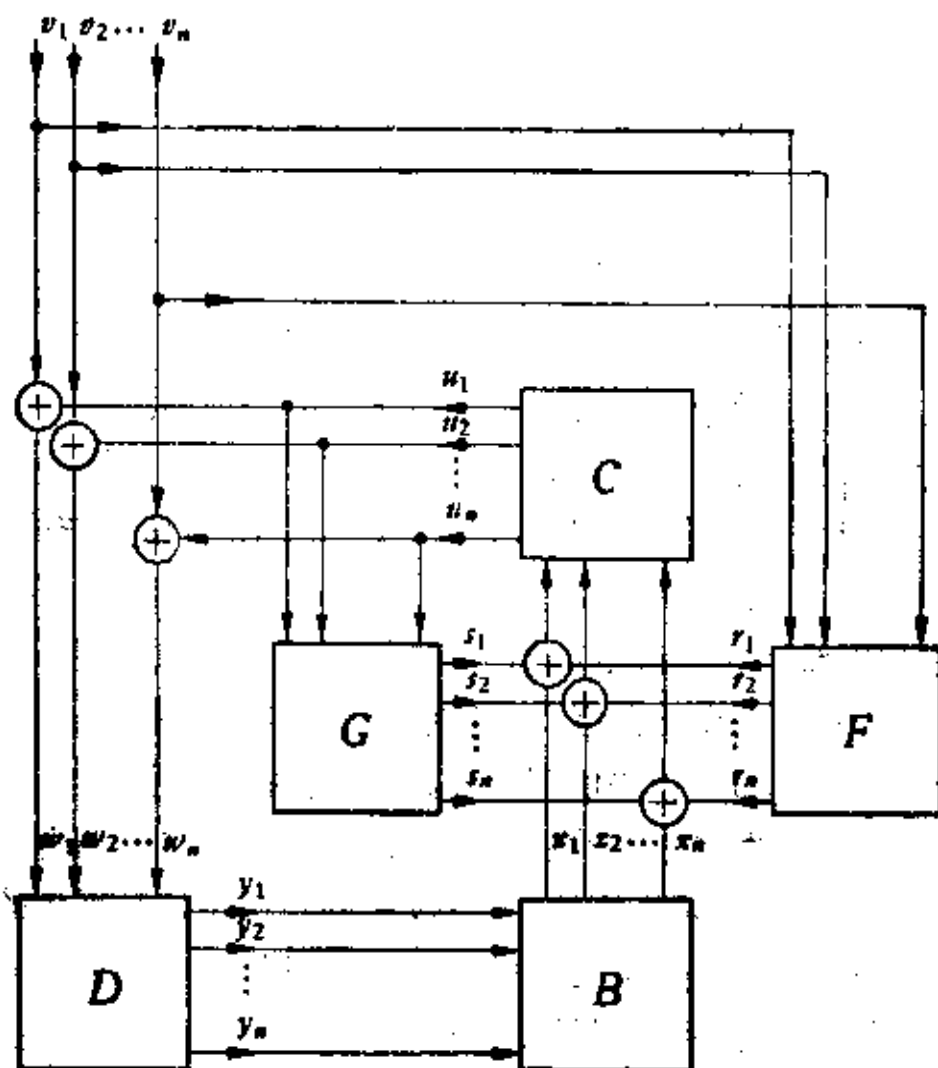 v₁ v₂... vₙ
u₁
u₂
⋮
uₙ
C
s₁ r₁
s₂ r₂
⋮ ⋮
sₙ rₙ
G F
w₂... wₙ
x₁ x₂... xₙ
y₁
y₂
⋮
yₙ
D B